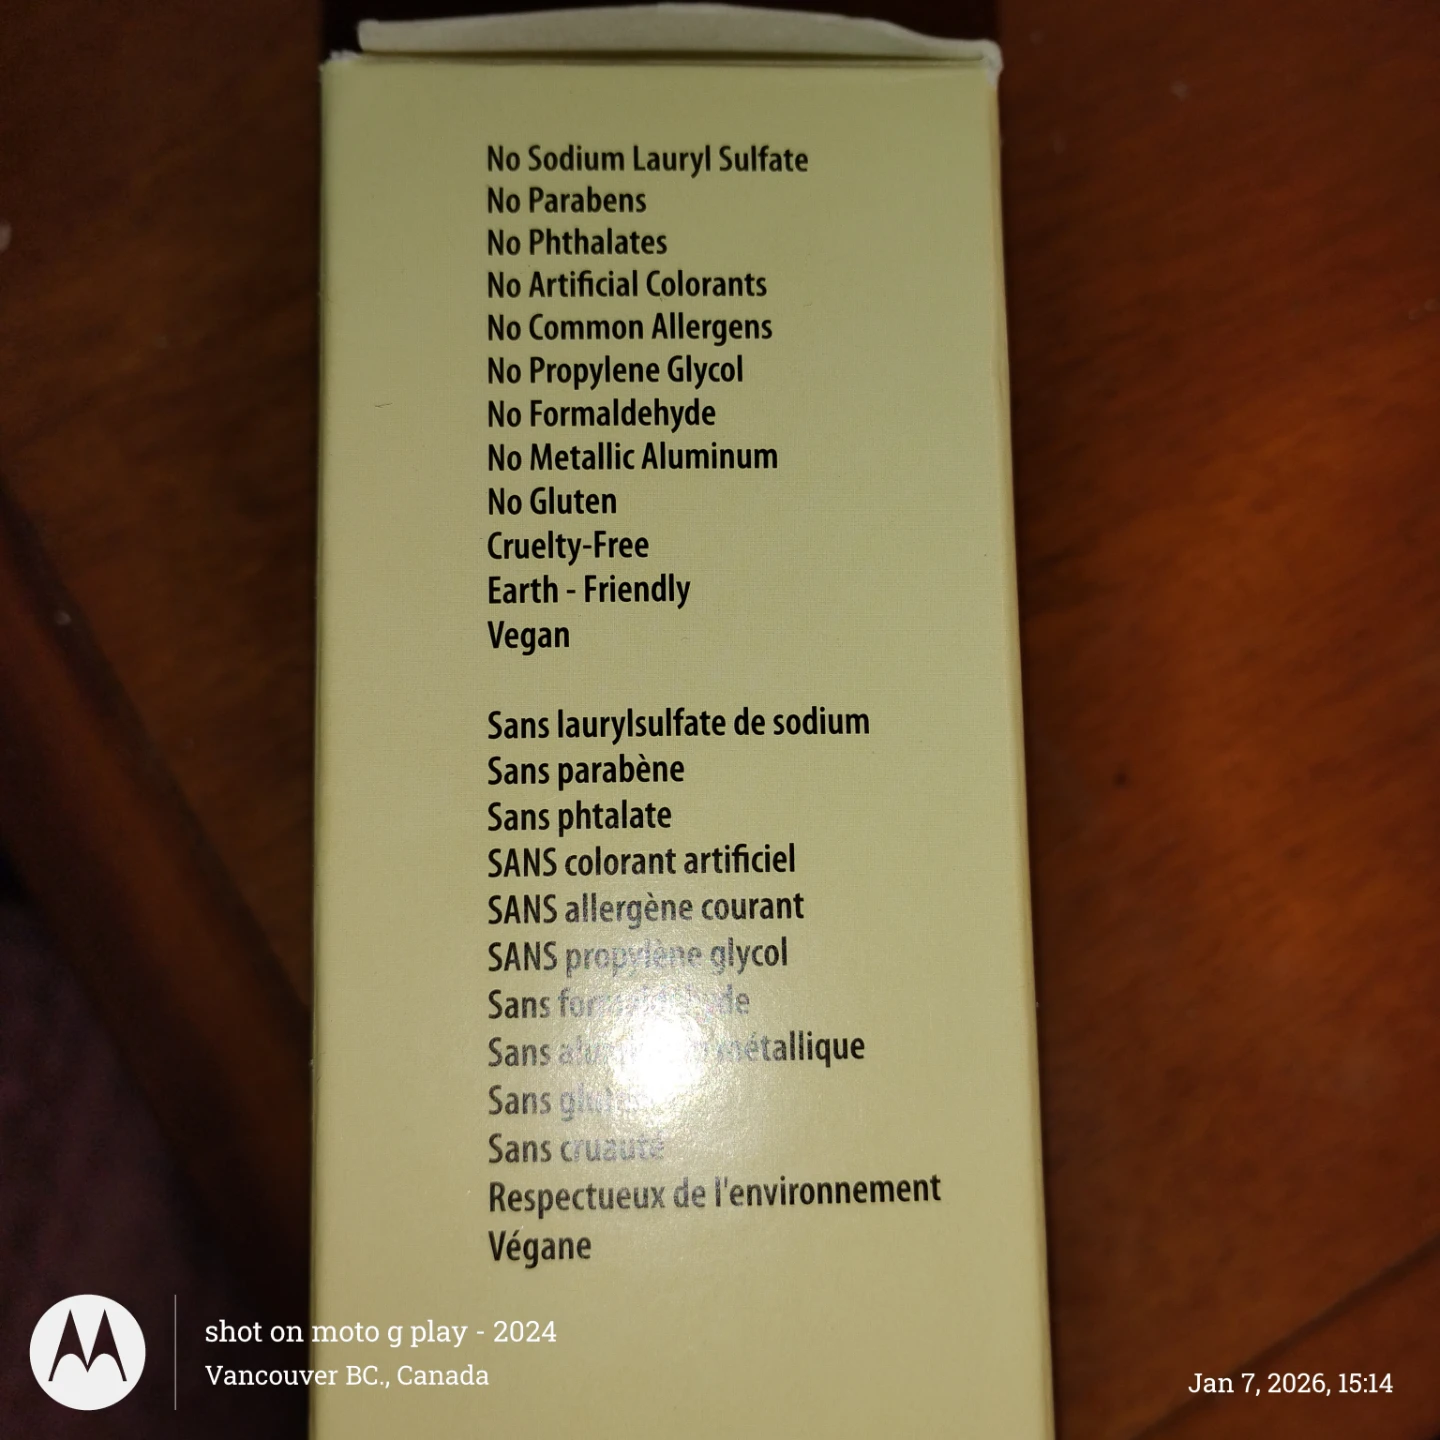 No Sodium Lauryl Sulfate
No Parabens
No Phthalates
No Artificial Colorants
No Common Allergens
No Propylene Glycol
No Formaldehyde
No Metallic Aluminum
No Gluten
Cruelty-Free
Earth - Friendly
Vegan
Sans laurylsulfate de sodium
Sans parabène
Sans phtalate
SANS colorant artificiel
SANS allergène courant
SANS propylène glycol
Sans
Sans métallique
Sans
Sans cruauté
Respectueux de l'environnement
Végane
shot on moto g play - 2024
Vancouver BC., Canada
Jan 7, 2026, 15:14